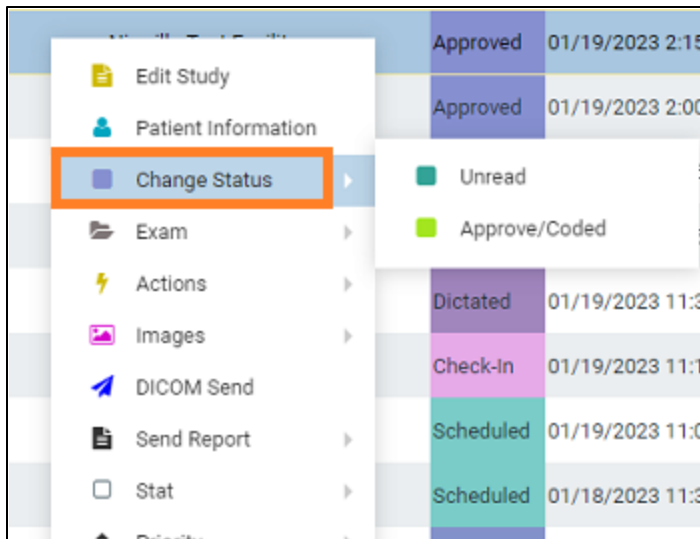 Approved 01/19/2023 2:15
Edit Study
Approved 01/19/2023 2:00
Patient Information
Change Status
Unread
Approve/Coded
Exam
Actions
Dictated 01/19/2023 11:3
Images
Check-In 01/19/2023 11:1
DICOM Send
Scheduled 01/19/2023 11:0
Send Report
Stat
Scheduled 01/18/2023 11:3